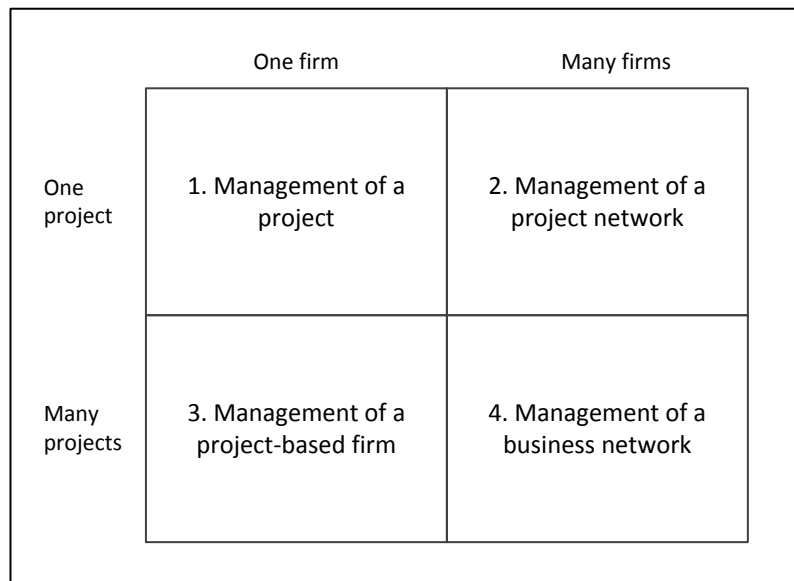 One firm
Many firms
One
project
1. Management of a
project
2. Management of a
project network
Many
projects
3. Management of a
project-based firm
4. Management of a
business network